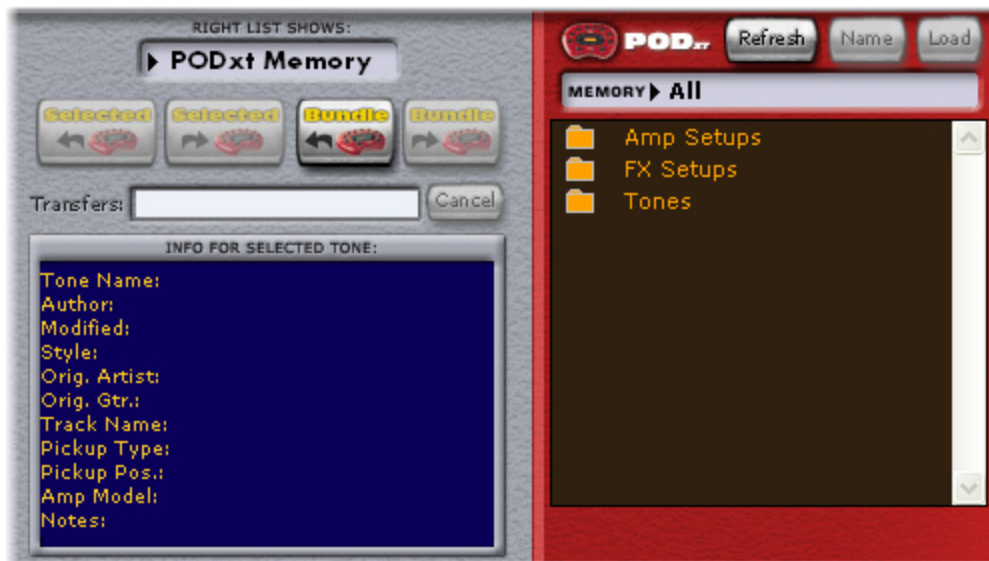 RIGHT LIST SHOWS:
PODxt Memory
Selected Selected Bundle Bundle
Transfers: Cancel
INFO FOR SELECTED TONE:
Tone Name:
Author:
Modified:
Style:
Orig. Artist:
Orig. Gtr.:
Track Name:
Pickup Type:
Pickup Pos.:
Amp Model:
Notes:
PODXT Refresh Name Load
MEMORY All
Amp Setups
FX Setups
Tones